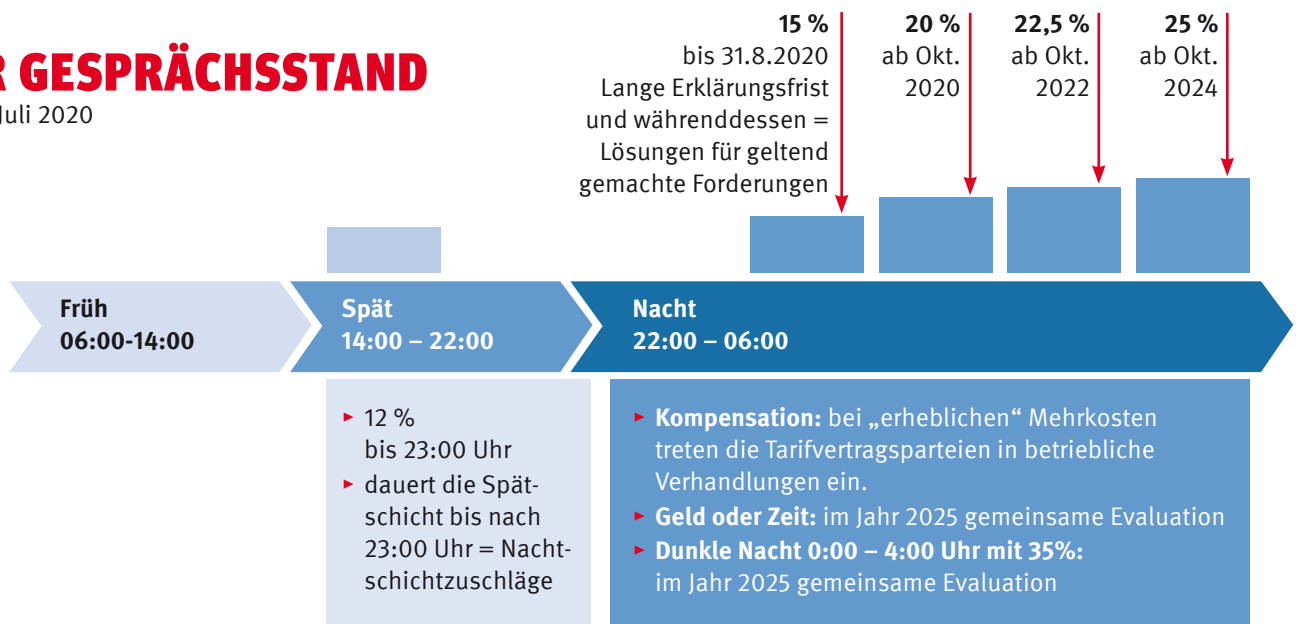 R GESPRÄCHSSTAND
Juli 2020
15 %
bis 31.8.2020
Lange Erklärungsfrist
und währenddessen =
Lösungen für geltend
gemachte Forderungen
20 %
ab Okt.
2020
22,5 %
ab Okt.
2022
25 %
ab Okt.
2024
Früh
06:00-14:00
Spät
14:00 – 22:00
Nacht
22:00 – 06:00
► 12 %
bis 23:00 Uhr
► dauert die Spät-
schicht bis nach
23:00 Uhr = Nacht-
schichtzuschläge
► Kompensation: bei „erheblichen“ Mehrkosten
treten die Tarifvertragsparteien in betriebliche
Verhandlungen ein.
► Geld oder Zeit: im Jahr 2025 gemeinsame Evaluation
► Dunkle Nacht 0:00 – 4:00 Uhr mit 35%:
im Jahr 2025 gemeinsame Evaluation